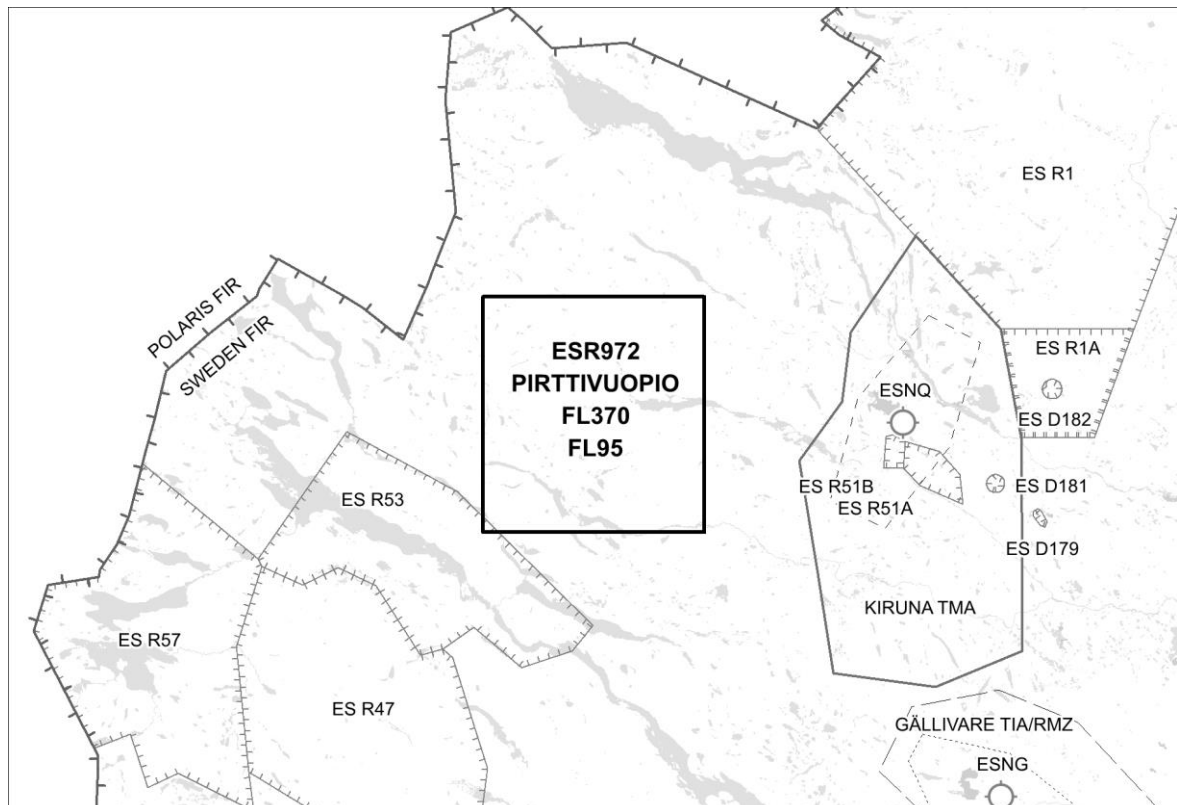 ES R1
POLARIS FIR
SWEDEN FIR
ESR972
PIRTTIVUOPIO
FL370
FL95
ES R1A
ESNQ
ES D182
ES R53
ES R51B
ES D181
ES R51A
ES D179
KIRUNA TMA
ES R57
ES R47
GÄLLIVARE TIA/RMZ
ESNG